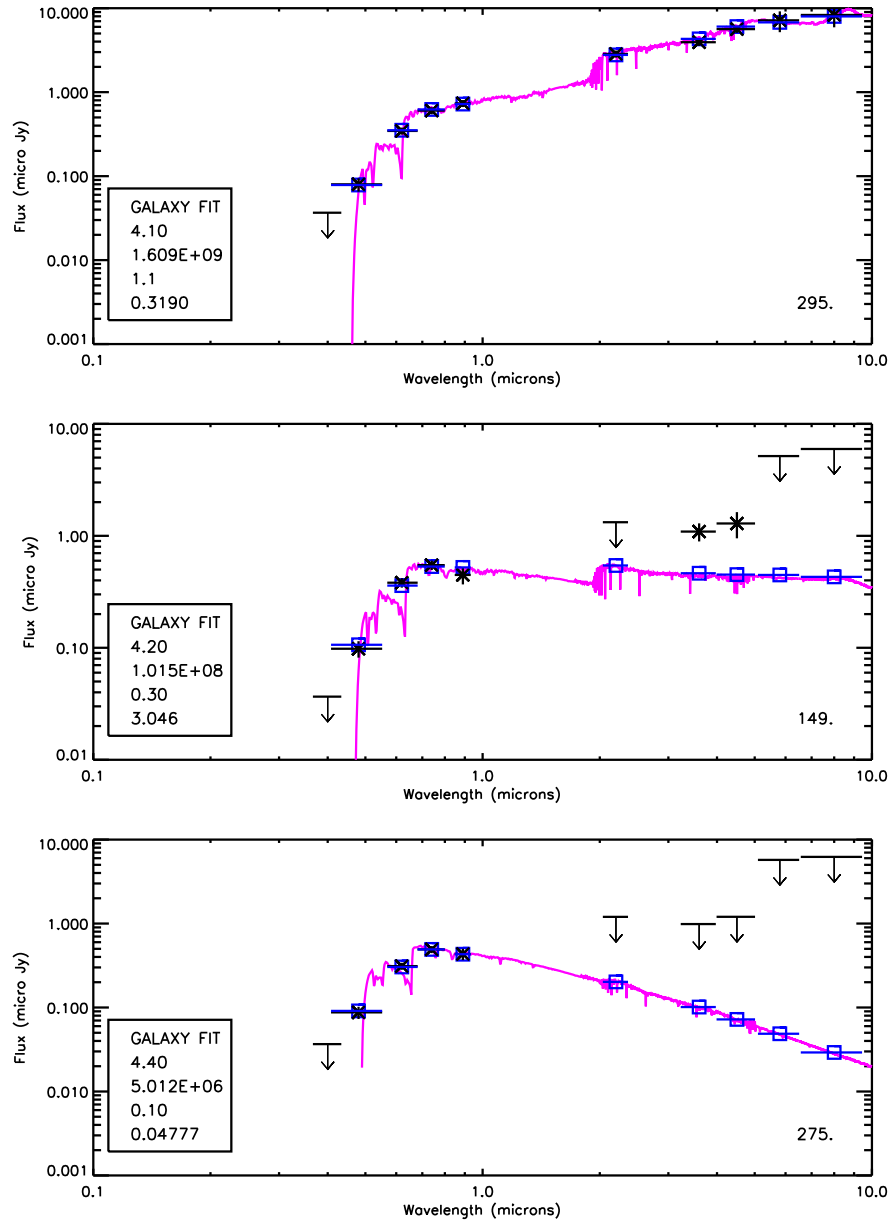 10.000
1.000
0.100
0.010
0.001
Flux (micro Jy)
GALAXY FIT
4.10
1.609E+09
1.1
0.3190
295.
0.1
1.0
10.0
Wavelength (microns)
10.00
1.00
0.10
0.01
Flux (micro Jy)
GALAXY FIT
4.20
1.015E+08
0.30
3.046
149.
0.1
1.0
10.0
Wavelength (microns)
10.000
1.000
0.100
0.010
0.001
Flux (micro Jy)
GALAXY FIT
4.40
5.012E+06
0.10
0.04777
275.
0.1
1.0
10.0
Wavelength (microns)